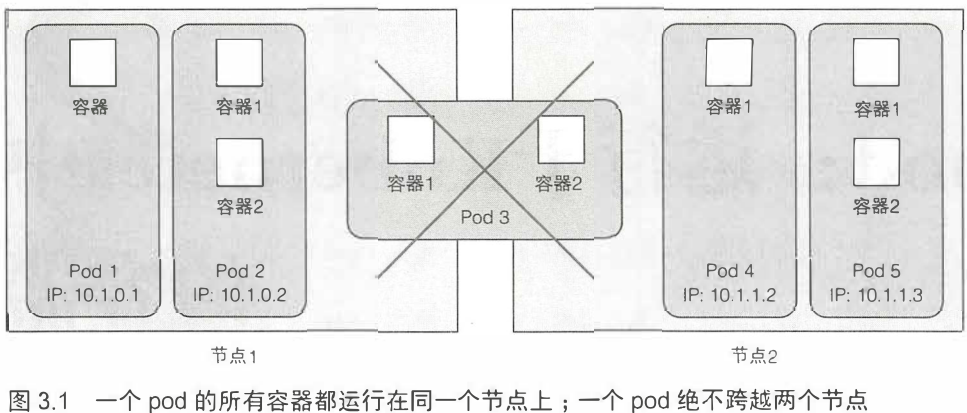 容器
容器1
容器2
Pod 1
IP: 10.1.0.1
Pod 2
IP: 10.1.0.2
容器1
容器2
Pod 3
容器1
Pod 4
IP: 10.1.1.2
容器1
容器2
Pod 5
IP: 10.1.1.3
节点1
节点2
图 3.1 一个 pod 的所有容器都运行在同一个节点上；一个 pod 绝不跨越两个节点